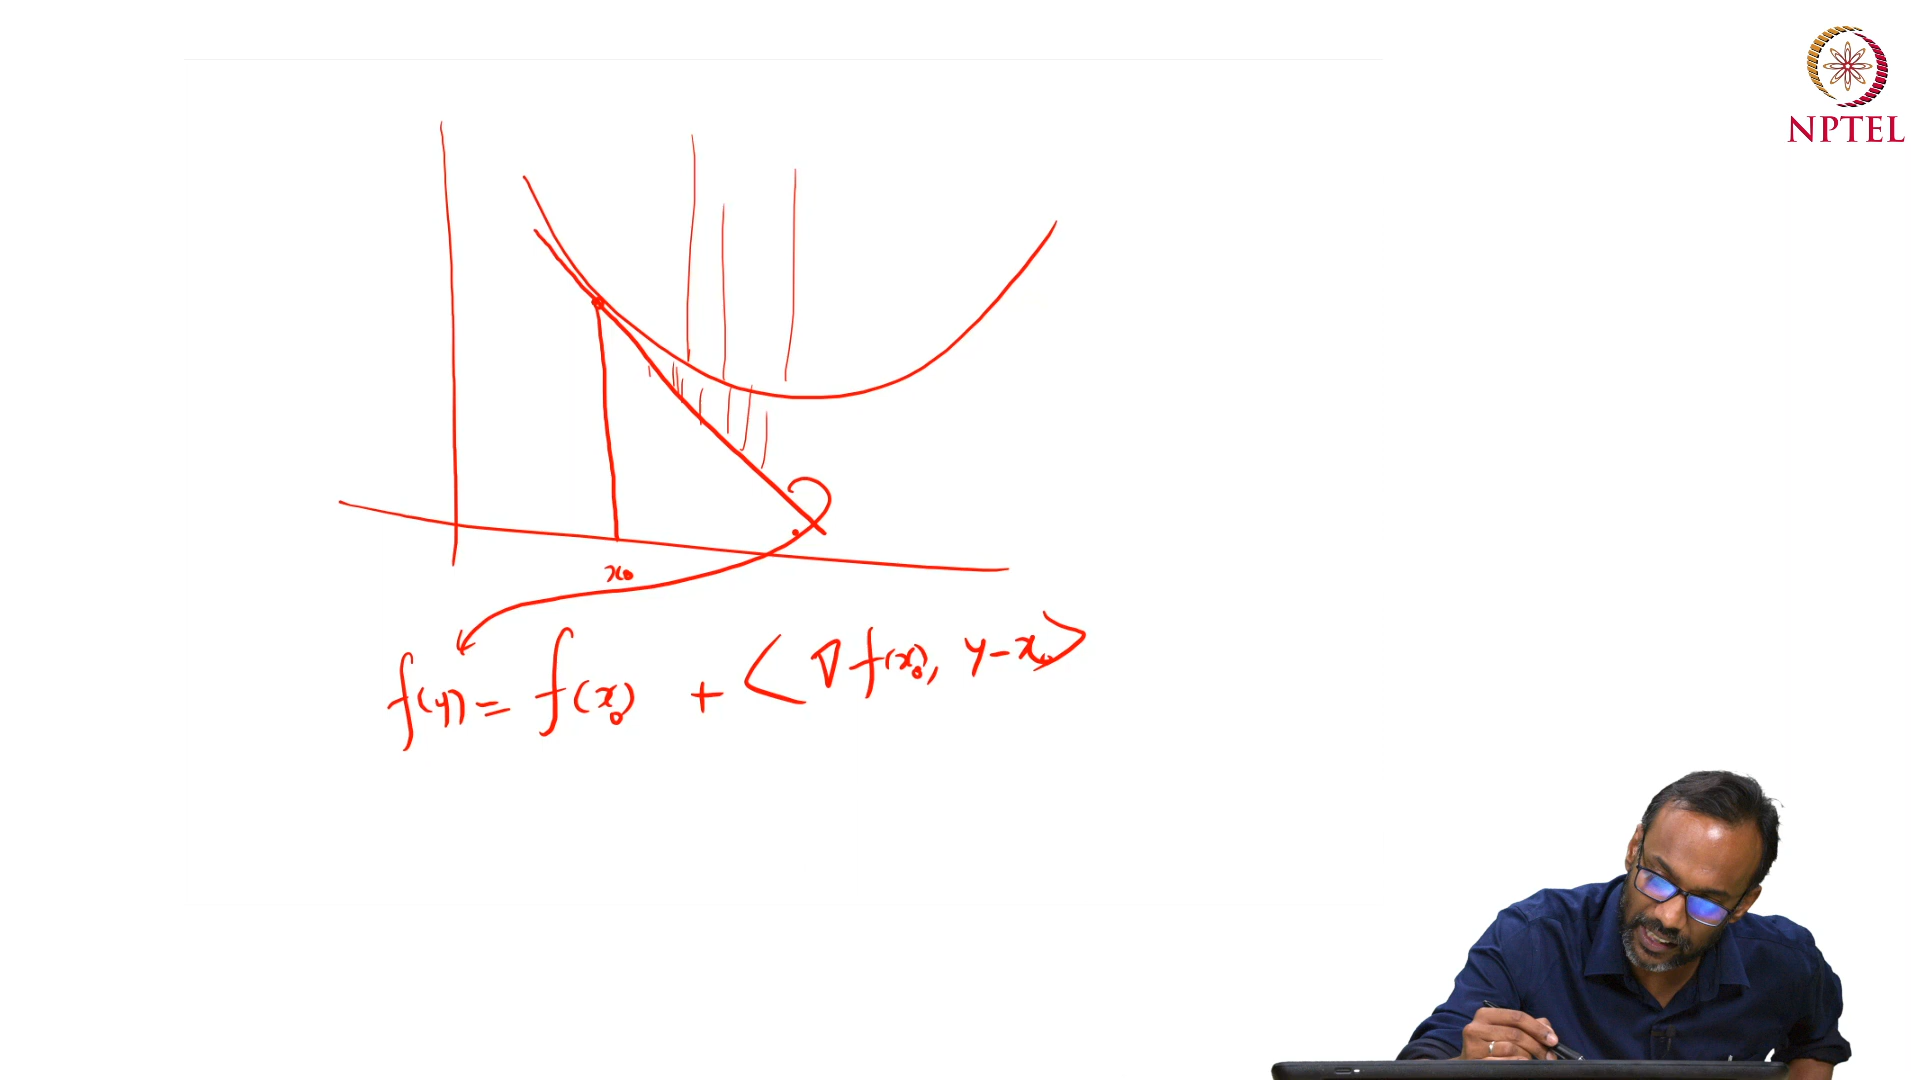 NPTEL
x₀
f(y) = f(x₀) + < ∇f(x₀), y-x₀ >